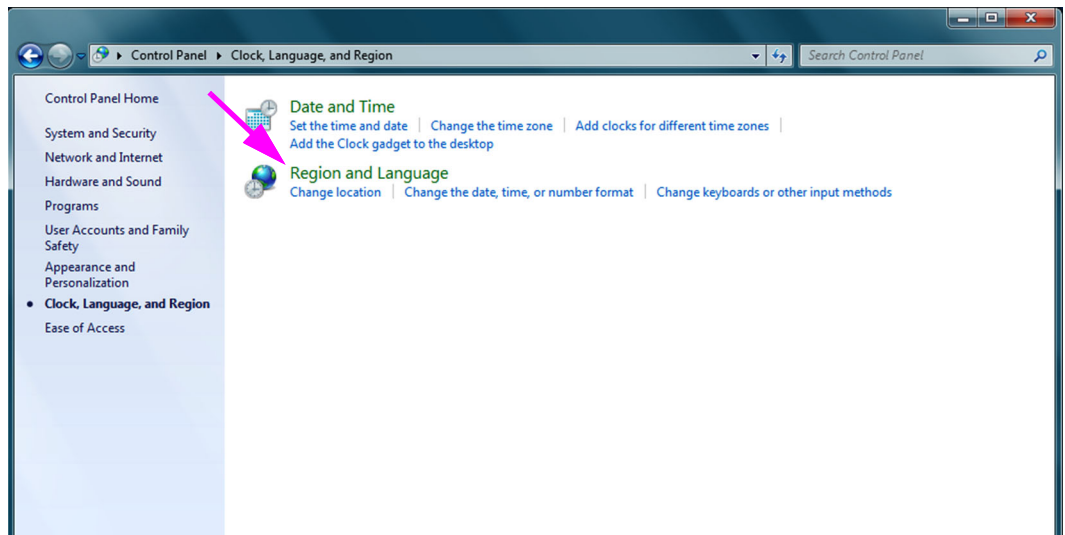 Control Panel Clock, Language, and Region
Search Control Panel
Control Panel Home
System and Security
Network and Internet
Hardware and Sound
Programs
User Accounts and Family
Safety
Appearance and
Personalization
Clock, Language, and Region
Ease of Access
Date and Time
Set the time and date Change the time zone Add clocks for different time zones
Add the Clock gadget to the desktop
Region and Language
Change location Change the date, time, or number format Change keyboards or other input methods